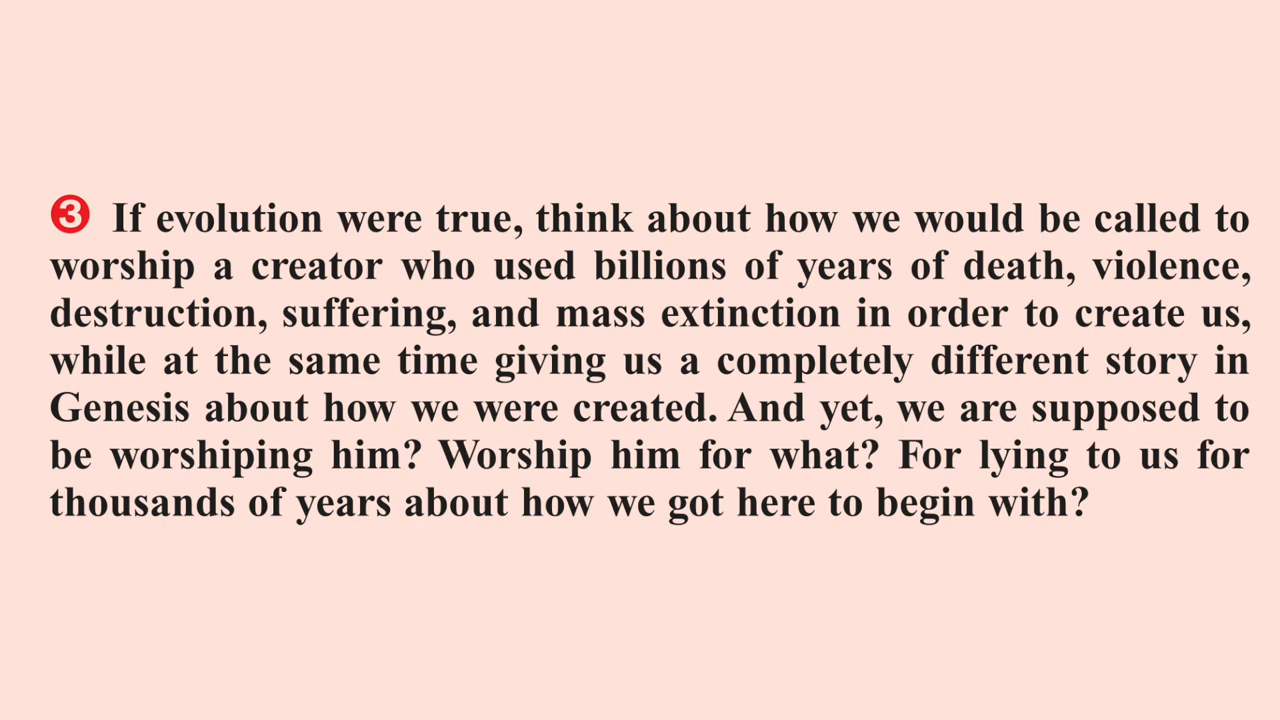 ❸ If evolution were true, think about how we would be called to
worship a creator who used billions of years of death, violence,
destruction, suffering, and mass extinction in order to create us,
while at the same time giving us a completely different story in
Genesis about how we were created. And yet, we are supposed to
be worshiping him? Worship him for what? For lying to us for
thousands of years about how we got here to begin with?